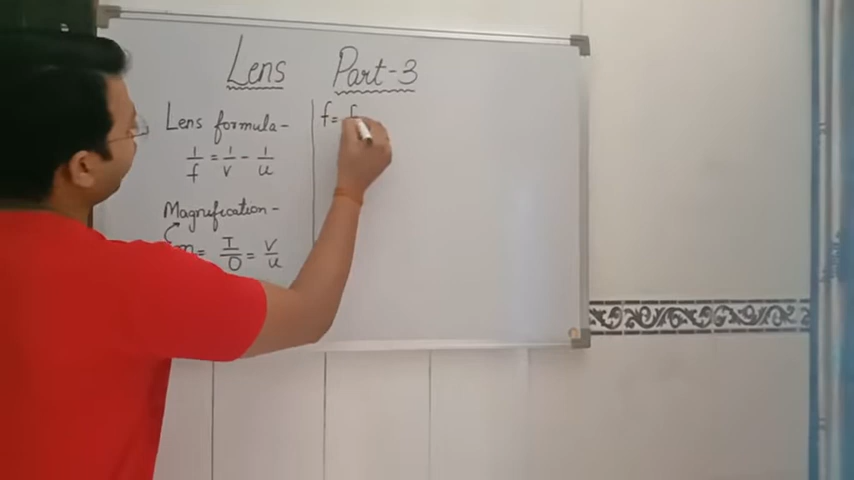 Lens Part-3
Lens formula-
1/f = 1/v - 1/u
Magnification-
m = I/O = v/u
f= f